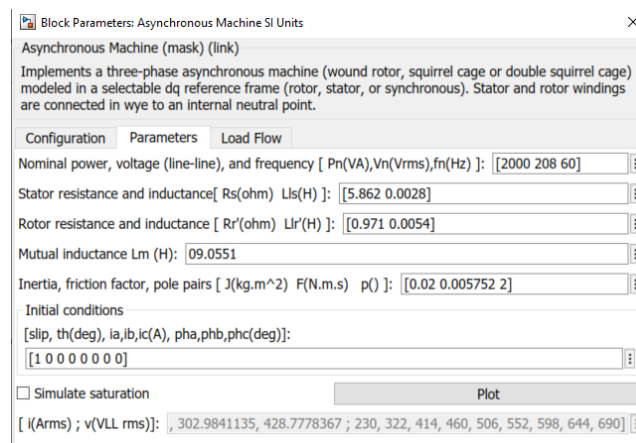 Block Parameters: Asynchronous Machine SI Units
Asynchronous Machine (mask) (link)
Implements a three-phase asynchronous machine (wound rotor, squirrel cage or double squirrel cage)
modeled in a selectable dq reference frame (rotor, stator, or synchronous). Stator and rotor windings
are connected in wye to an internal neutral point.
Configuration Parameters Load Flow
Nominal power, voltage (line-line), and frequency [ Pn(VA),Vn(Vrms),fn(Hz) ]: [2000 208 60]
Stator resistance and inductance[ Rs(ohm) Lls(H) ]: [5.862 0.0028]
Rotor resistance and inductance [ Rr'(ohm) Llr'(H) ]: [0.971 0.0054]
Mutual inductance Lm (H): 09.0551
Inertia, friction factor, pole pairs [ J(kg.m^2) F(N.m.s) p() ]: [0.02 0.005752 2]
Initial conditions
[slip, th(deg), ia,ib,ic(A), pha,phb,phc(deg)]:
[1 0 0 0 0 0 0 0]
Simulate saturation Plot
[ i(Arms) ; v(VLL rms)]: , 302.9841135, 428.7778367 ; 230, 322, 414, 460, 506, 552, 598, 644, 690]